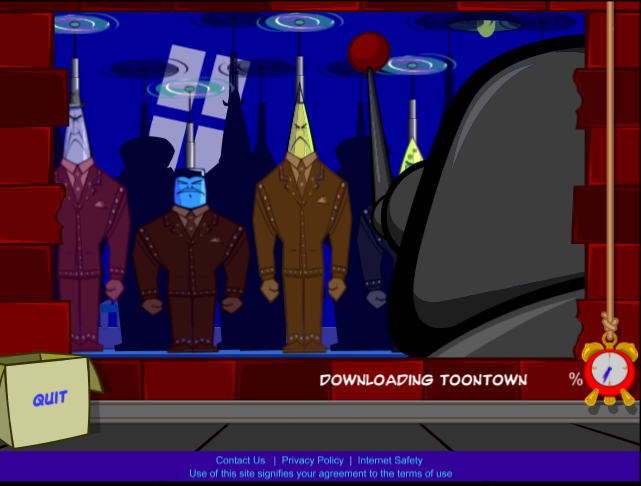 DOWNLOADING TOONTOWN %
QUIT
Contact Us | Privacy Policy | Internet Safety
Use of this site signifies your agreement to the terms of use